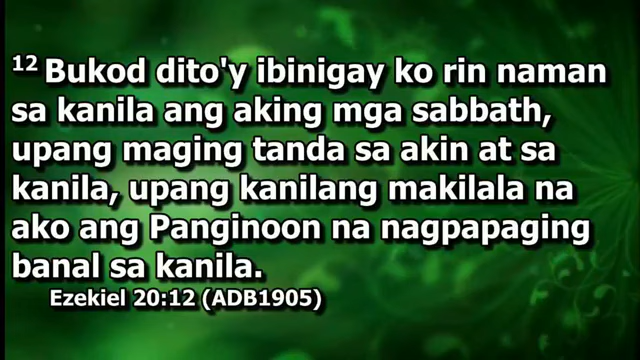 12 Bukod dito'y ibinigay ko rin naman
sa kanila ang aking mga sabbath,
upang maging tanda sa akin at sa
kanila, upang kanilang makilala na
ako ang Panginoon na nagpapaging
banal sa kanila.
Ezekiel 20:12 (ADB1905)